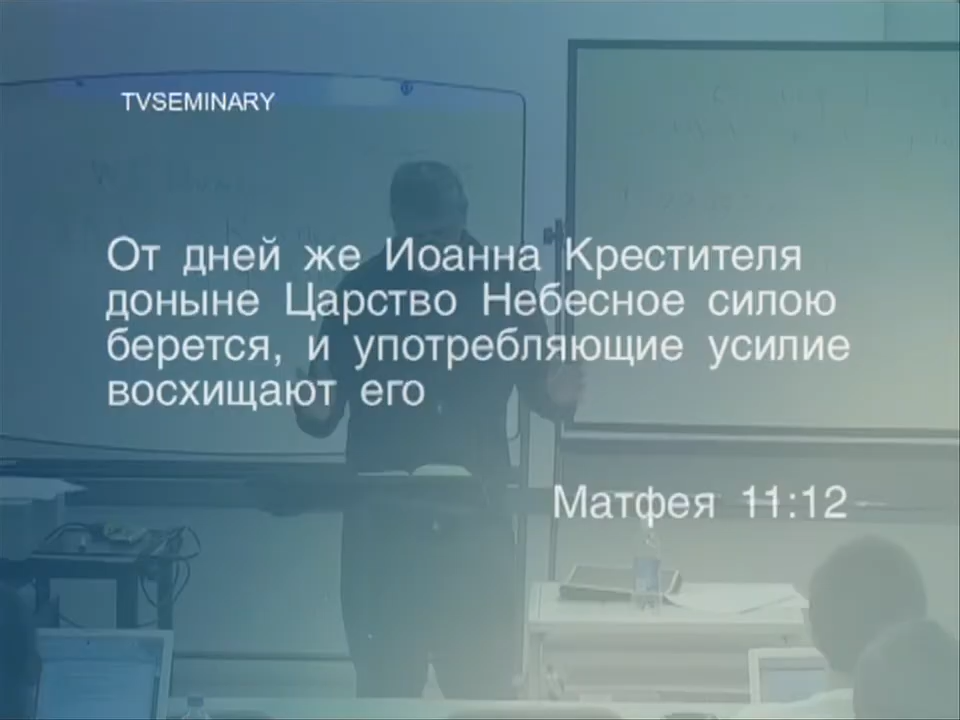 TVSEMINARY
От дней же Иоанна Крестителя
доныне Царство Небесное силою
берется, и употребляющие усилие
восхищают его
Матфея 11:12